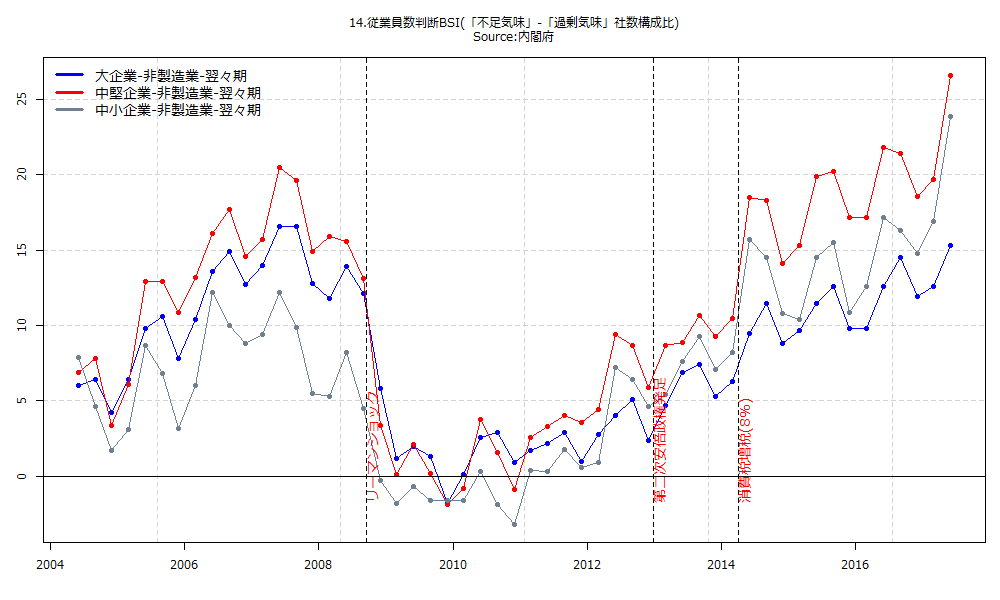 14.従業員数判断BSI(「不足気味」-「過剰気味」社数構成比)
Source:内閣府
大企業-非製造業-翌々期
中堅企業-非製造業-翌々期
中小企業-非製造業-翌々期
25
20
15
10
5
0
リーマンショック
第二次安倍政権発足
消費税増税(8%)
2004 2006 2008 2010 2012 2014 2016